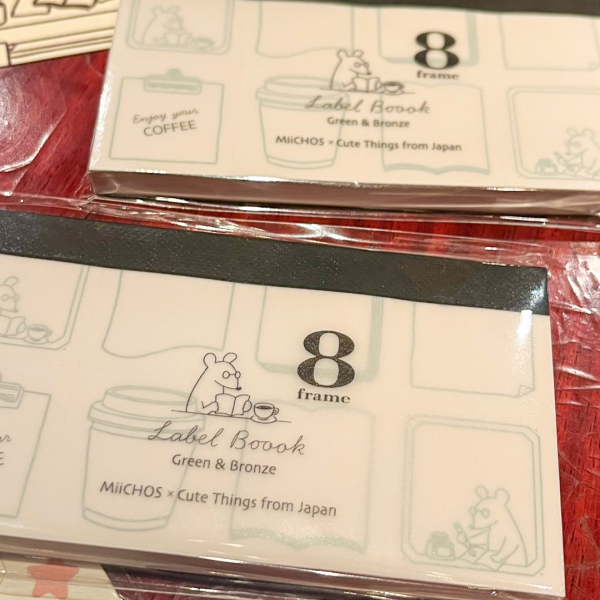 8
frame
Label Boook
Green & Bronze
MiiCHOS × Cute Things from Japan
Enjoy your
COFFEE
8
frame
Label Boook
Green & Bronze
MiiCHOS × Cute Things from Japan